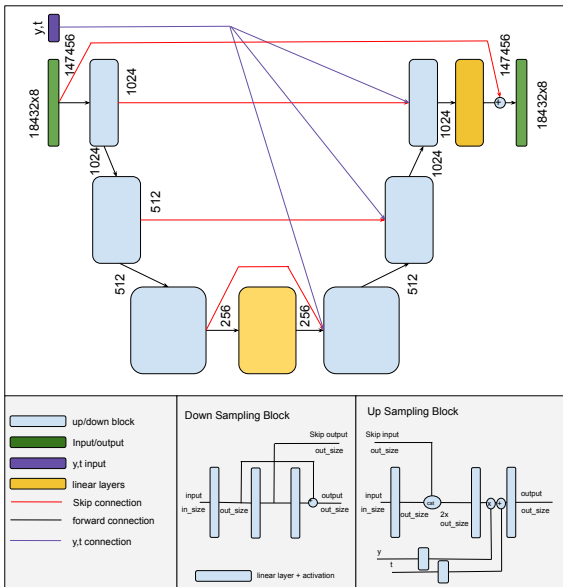 y,t
147456
18432x8
1024
1024
512
512
256
256
512
1024
1024
147456
+
18432x8
up/down block
Input/output
y,t input
linear layers
Skip connection
forward connection
y,t connection
Down Sampling Block
Skip output
out_size
input
in_size
out_size
+
output
out_size
linear layer + activation
Up Sampling Block
Skip input
out_size
input
in_size
out_size
cat
2x
out_size
x
+
output
out_size
y
t